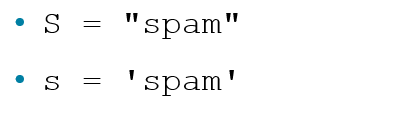 • S = "spam"
• s = 'spam'